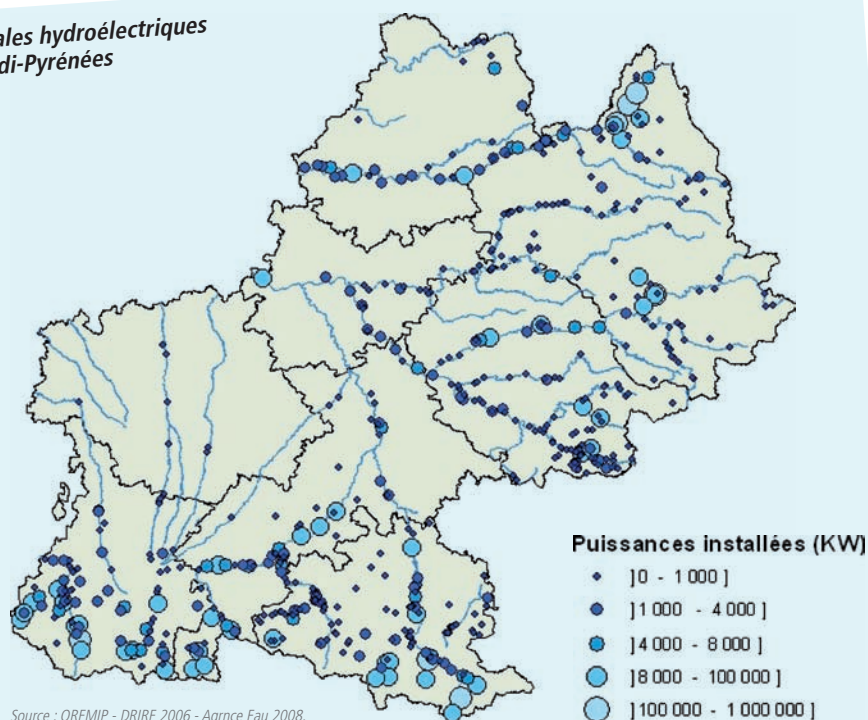 ales hydroélectriques
di-Pyrénées
Puissances installées (KW)
]0 - 1 000 ]
]1 000 - 4 000 ]
]4 000 - 8 000 ]
]8 000 - 100 000 ]
]100 000 - 1 000 000 ]
Source : OREMIP - DRIRE 2006 - Agrnce Eau 2008.